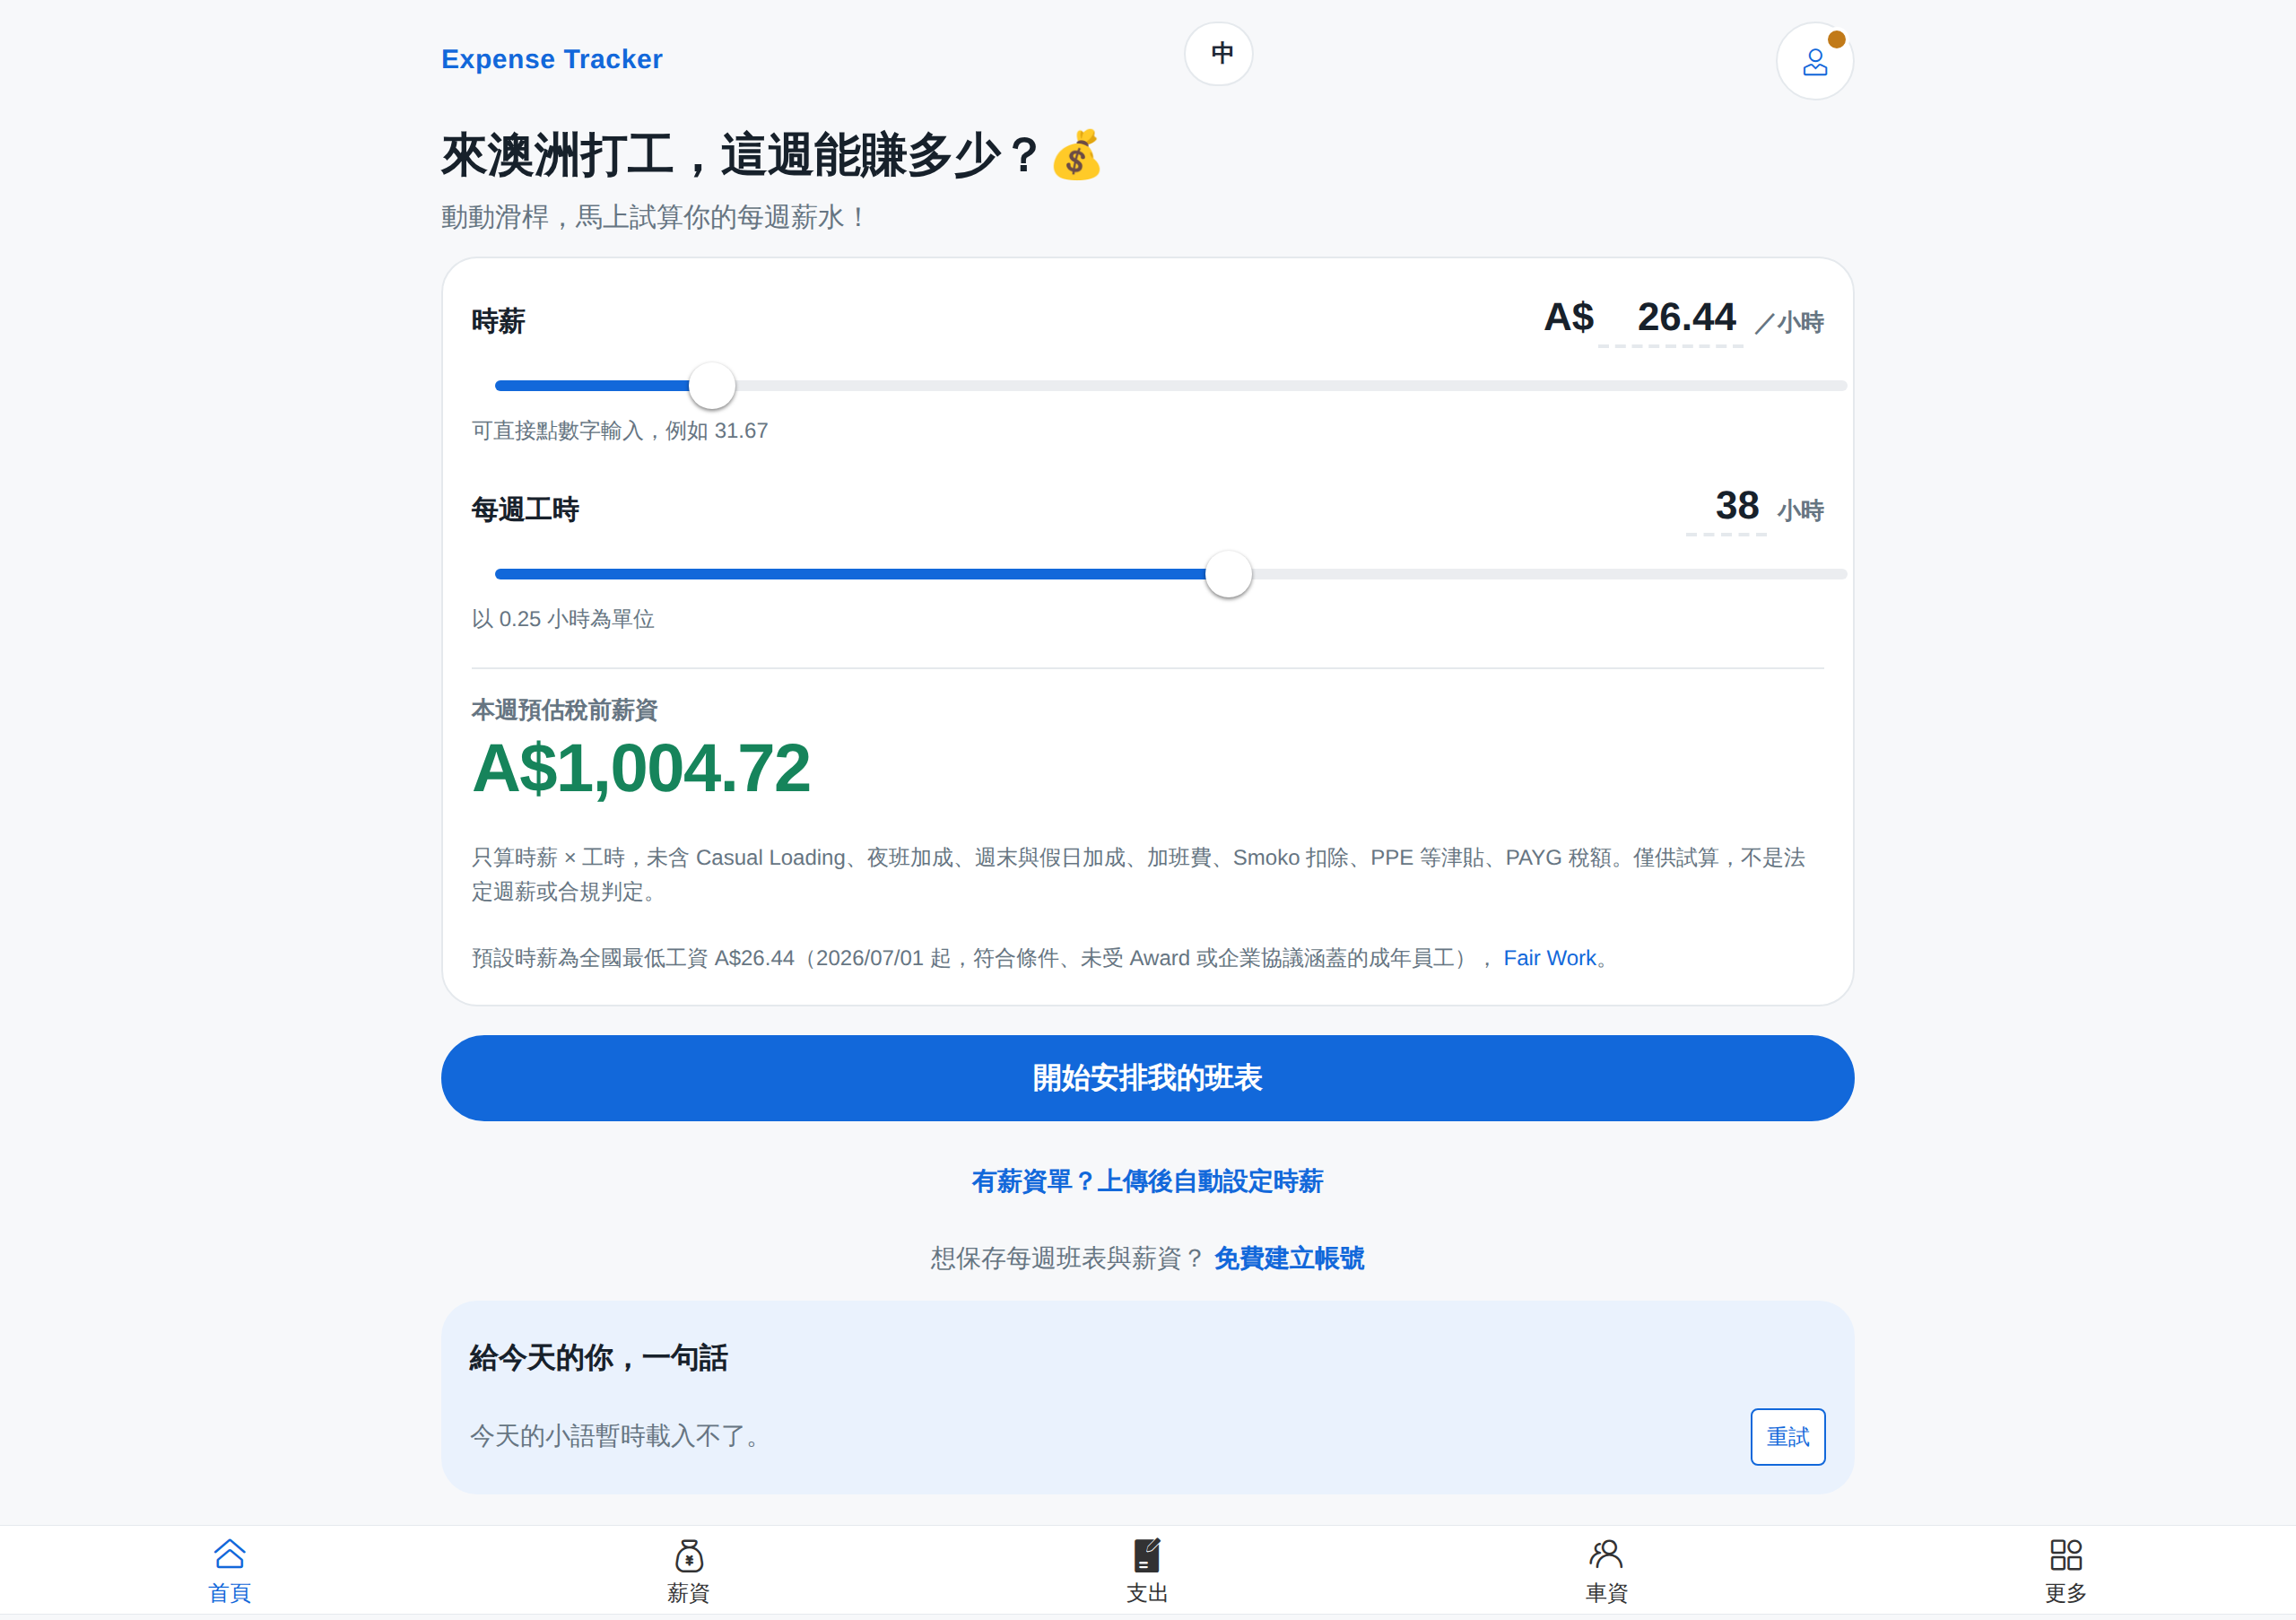 Expense Tracker
中
來澳洲打工，這週能賺多少？💰
動動滑桿，馬上試算你的每週薪水！
時薪
A$ 26.44 ／小時
可直接點數字輸入，例如 31.67
每週工時
38 小時
以 0.25 小時為單位
本週預估稅前薪資
A$1,004.72
只算時薪 × 工時，未含 Casual Loading、夜班加成、週末與假日加成、加班費、Smoko 扣除、PPE 等津貼、PAYG 稅額。僅供試算，不是法
定週薪或合規判定。
預設時薪為全國最低工資 A$26.44（2026/07/01 起，符合條件、未受 Award 或企業協議涵蓋的成年員工）， Fair Work。
開始安排我的班表
有薪資單？上傳後自動設定時薪
想保存每週班表與薪資？ 免費建立帳號
給今天的你，一句話
今天的小語暫時載入不了。
重試
首頁
薪資
支出
車資
更多